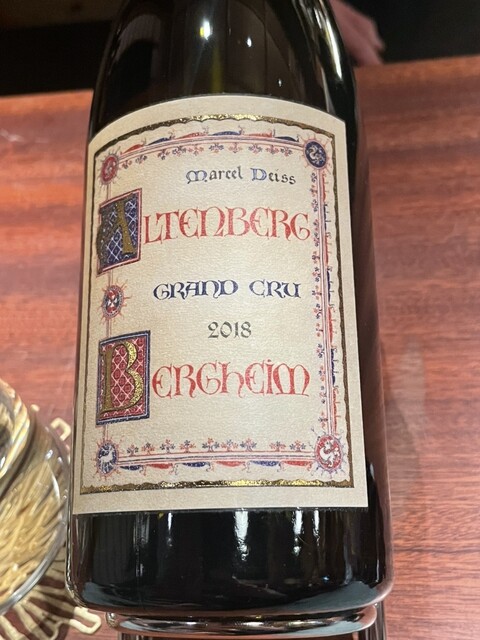 Marcel Deiss
ALTENBERG
GRAND CRU
2018
BERGHEIM